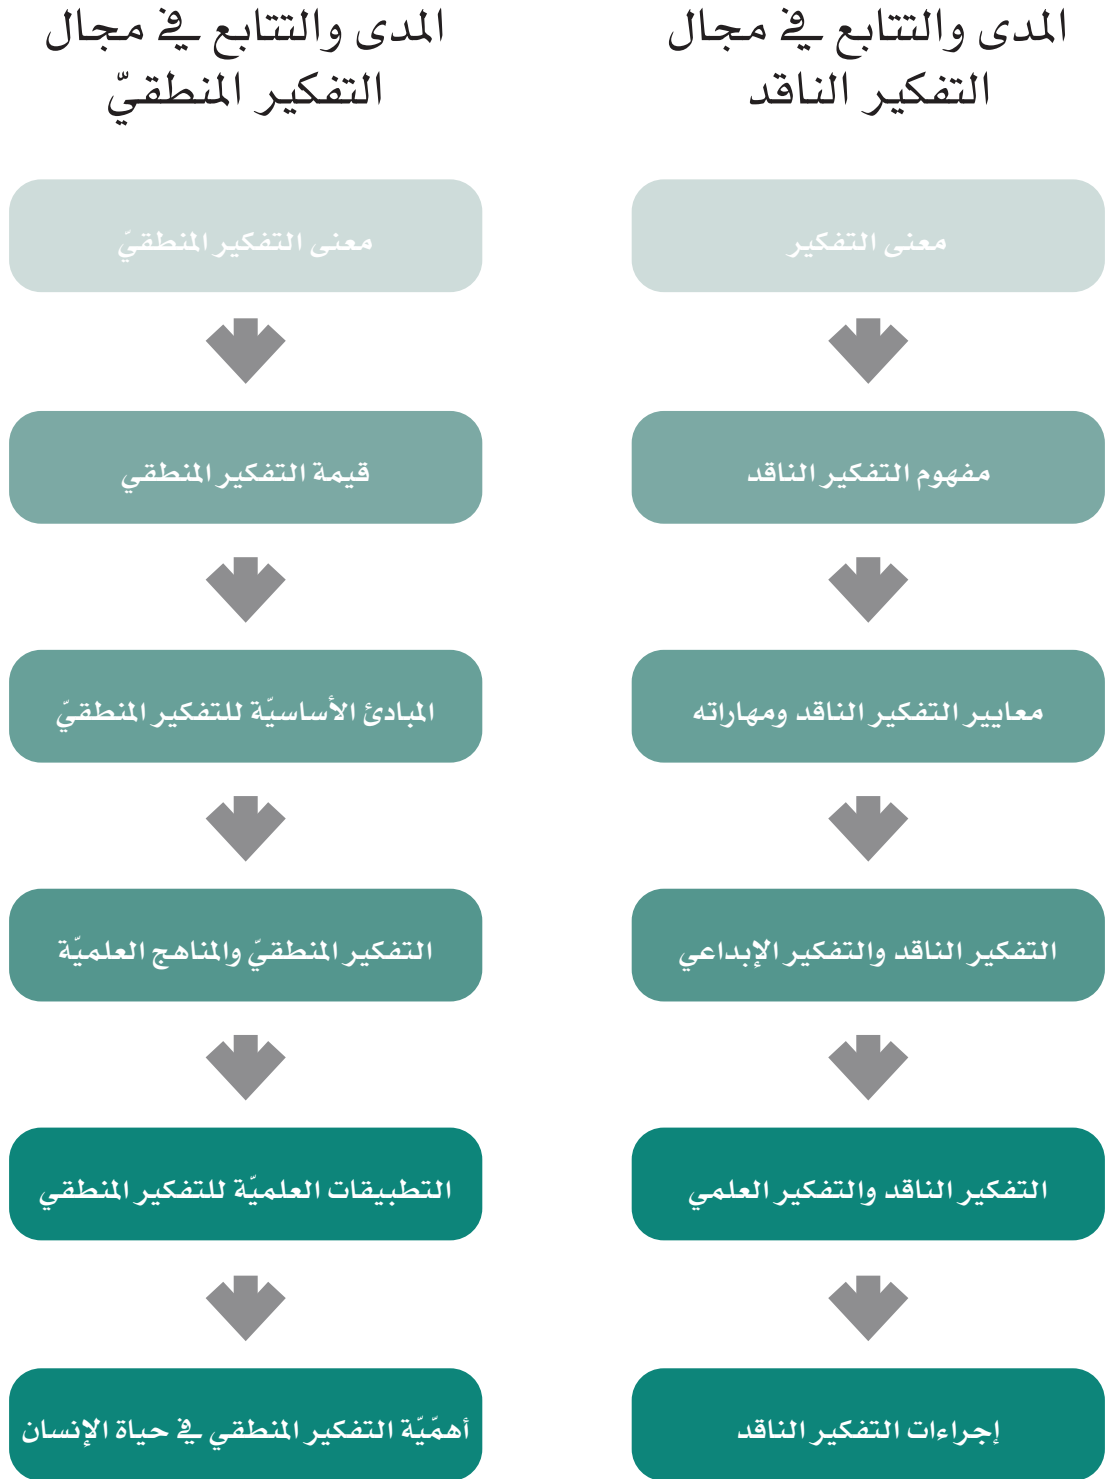 المدى والتتابع في مجال
التفكير الناقد
معنى التفكير
مفهوم التفكير الناقد
معايير التفكير الناقد ومهاراته
التفكير الناقد والتفكير الإبداعي
التفكير الناقد والتفكير العلمي
إجراءات التفكير الناقد
المدى والتتابع في مجال
التفكير المنطقيّ
معنى التفكير المنطقيّ
قيمة التفكير المنطقي
المبادئ الأساسيّة للتفكير المنطقيّ
التفكير المنطقيّ والمناهج العلميّة
التطبيقات العلميّة للتفكير المنطقي
أهمّيّة التفكير المنطقي في حياة الإنسان